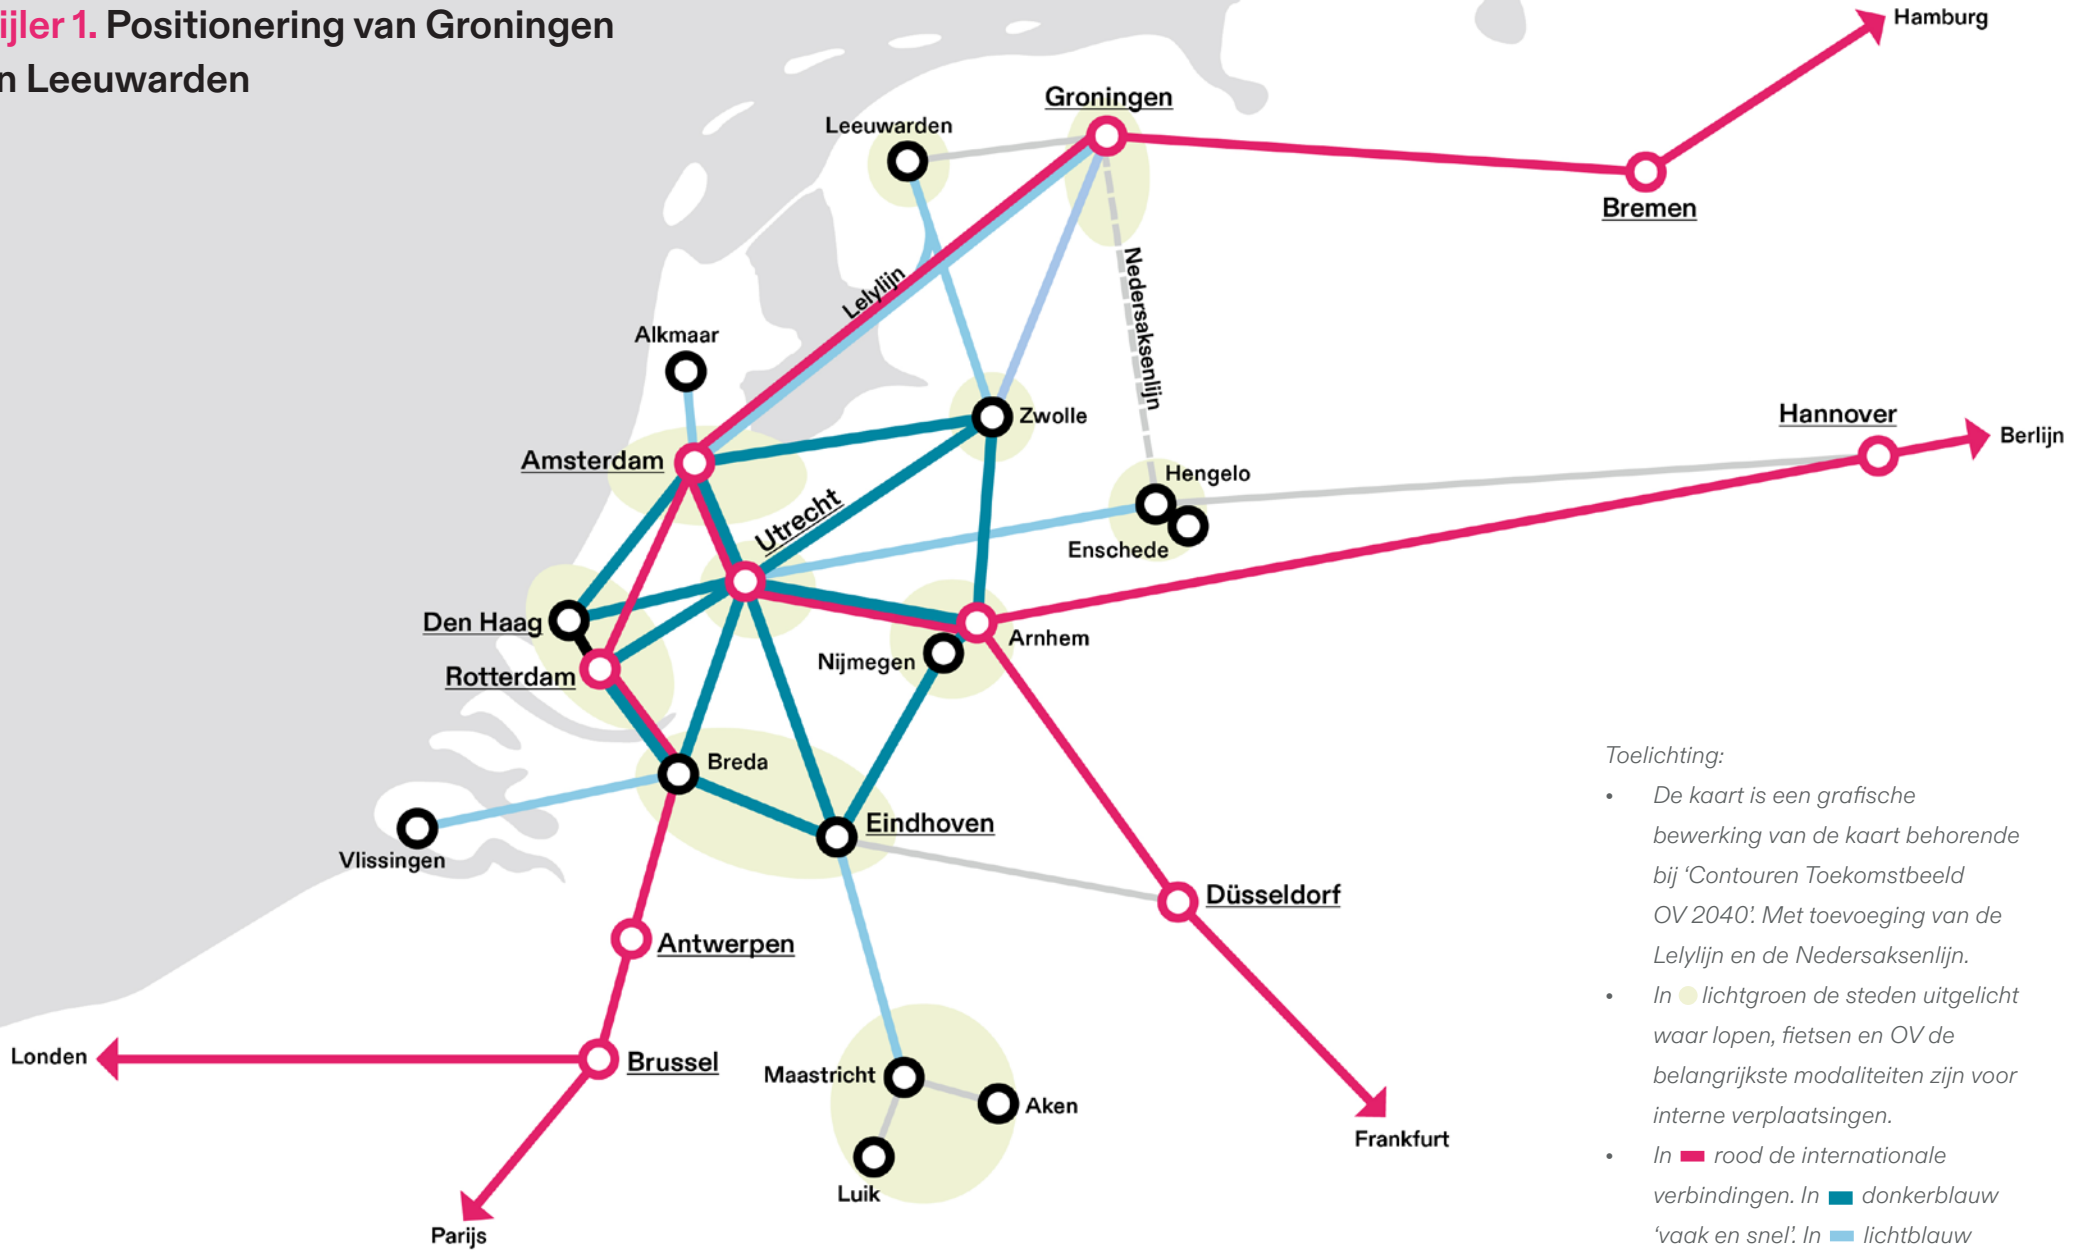 ijler 1. Positionering van Groningen
n Leeuwarden
Hamburg
Groningen
Leeuwarden
Bremen
Lelylijn
Nedersaksenlijn
Alkmaar
Zwolle
Hannover
Berlijn
Amsterdam
Hengelo
Utrecht
Enschede
Den Haag
Arnhem
Nijmegen
Rotterdam
Breda
Eindhoven
Vlissingen
Düsseldorf
Antwerpen
Londen
Brussel
Maastricht
Aken
Frankfurt
Luik
Parijs
Toelichting:
• De kaart is een grafische
bewerking van de kaart behorende
bij ‘Contouren Toekomstbeeld
OV 2040’. Met toevoeging van de
Lelylijn en de Nedersaksenlijn.
• In lichtgroen de steden uitgelicht
waar lopen, fietsen en OV de
belangrijkste modaliteiten zijn voor
interne verplaatsingen.
• In rood de internationale
verbindingen. In donkerblauw
‘vaak en snel’. In lichtblauw